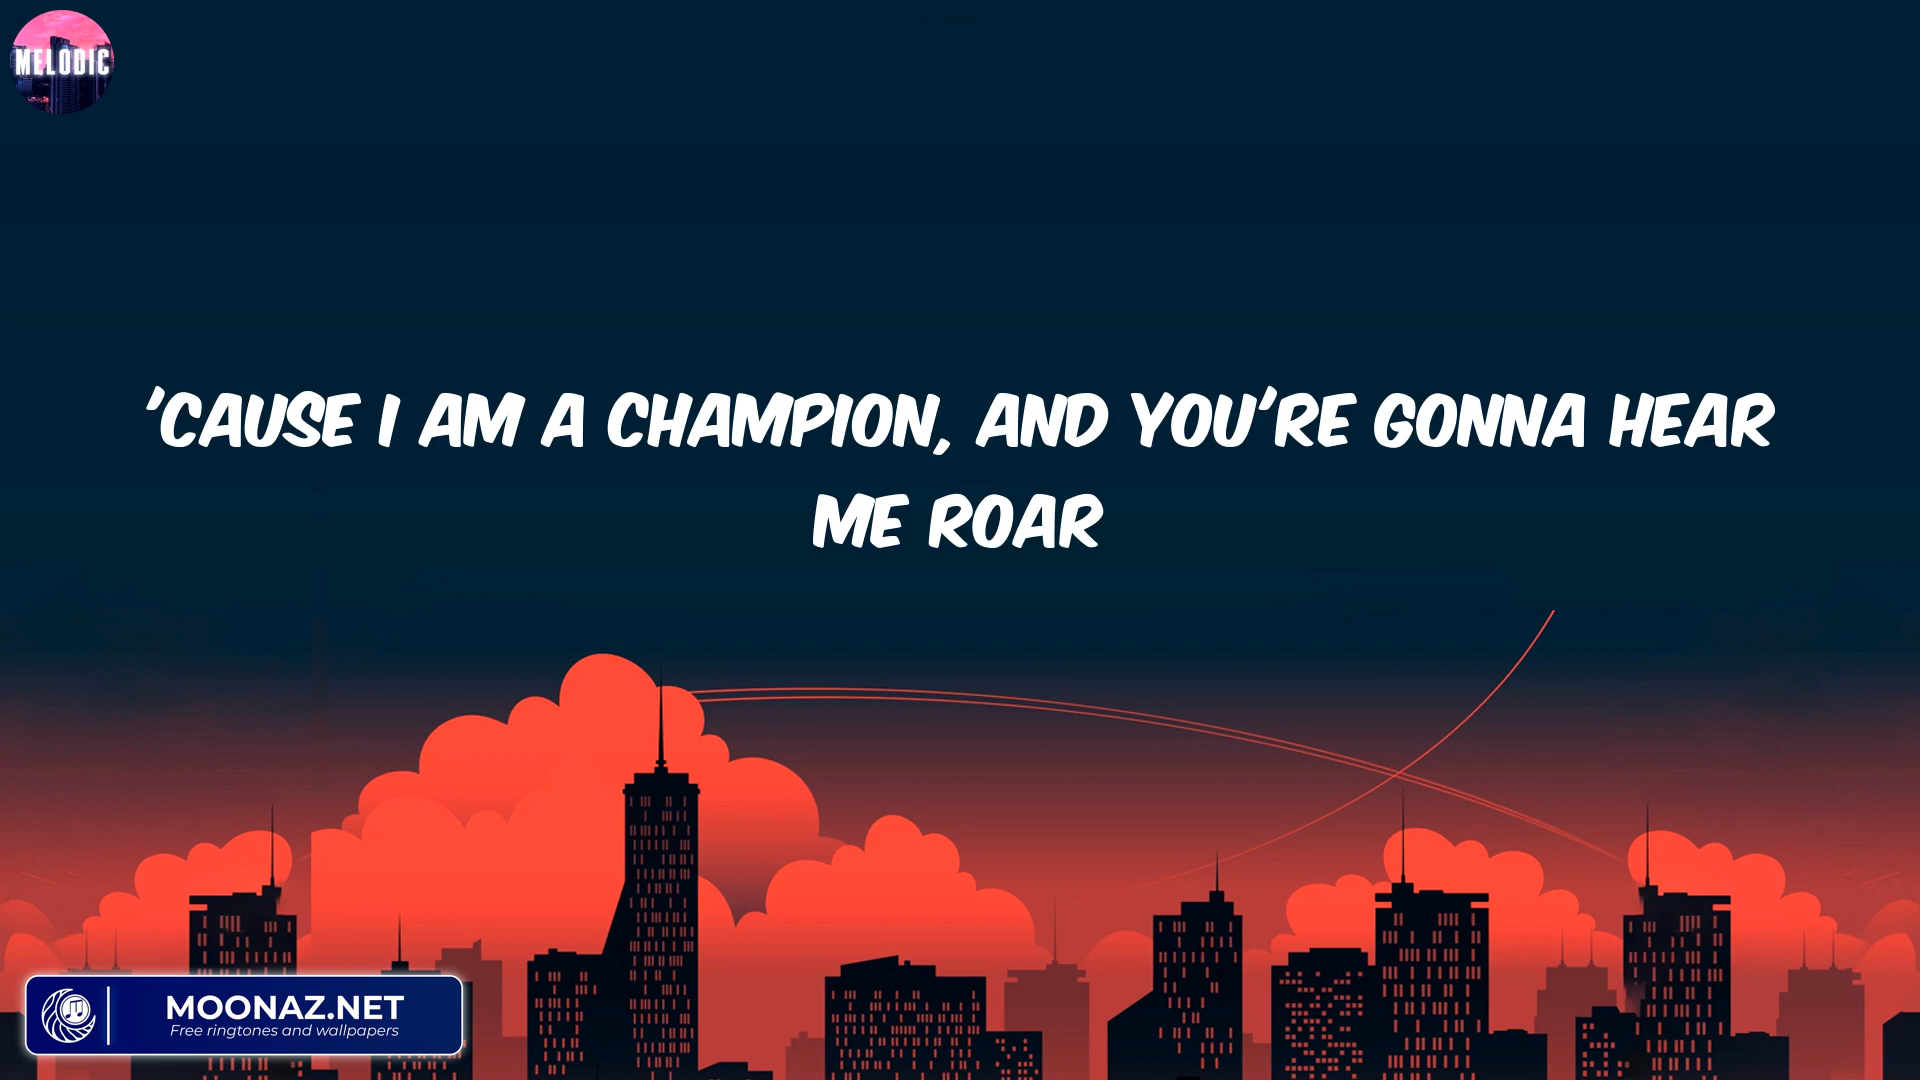 MELODIC
'CAUSE I AM A CHAMPION, AND YOU'RE GONNA HEAR
ME ROAR
MOONAZ.NET
Free ringtones and wallpapers